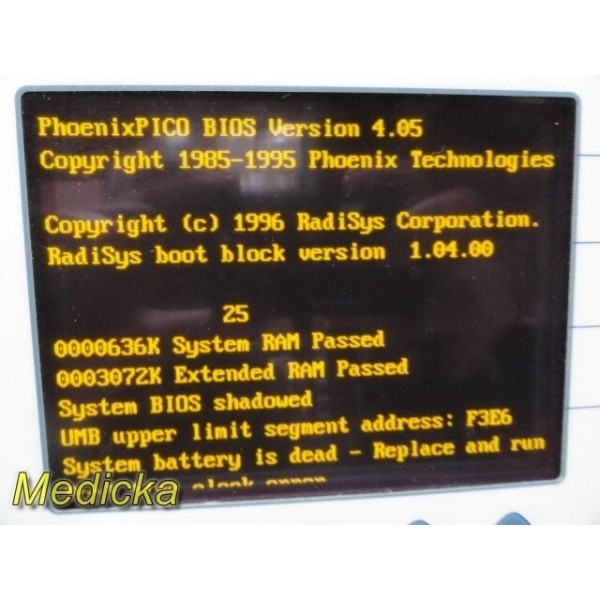 PhoenixPICO BIOS Version 4.05
Copyright 1985-1995 Phoenix Technologies
Copyright (c) 1996 RadiSys Corporation.
RadiSys boot block version 1.04.00
25
0000636K System RAM Passed
0003072K Extended RAM Passed
System BIOS shadowed
UMB upper limit segment address: F3E6
System battery is dead - Replace and run
clock error
Medicka